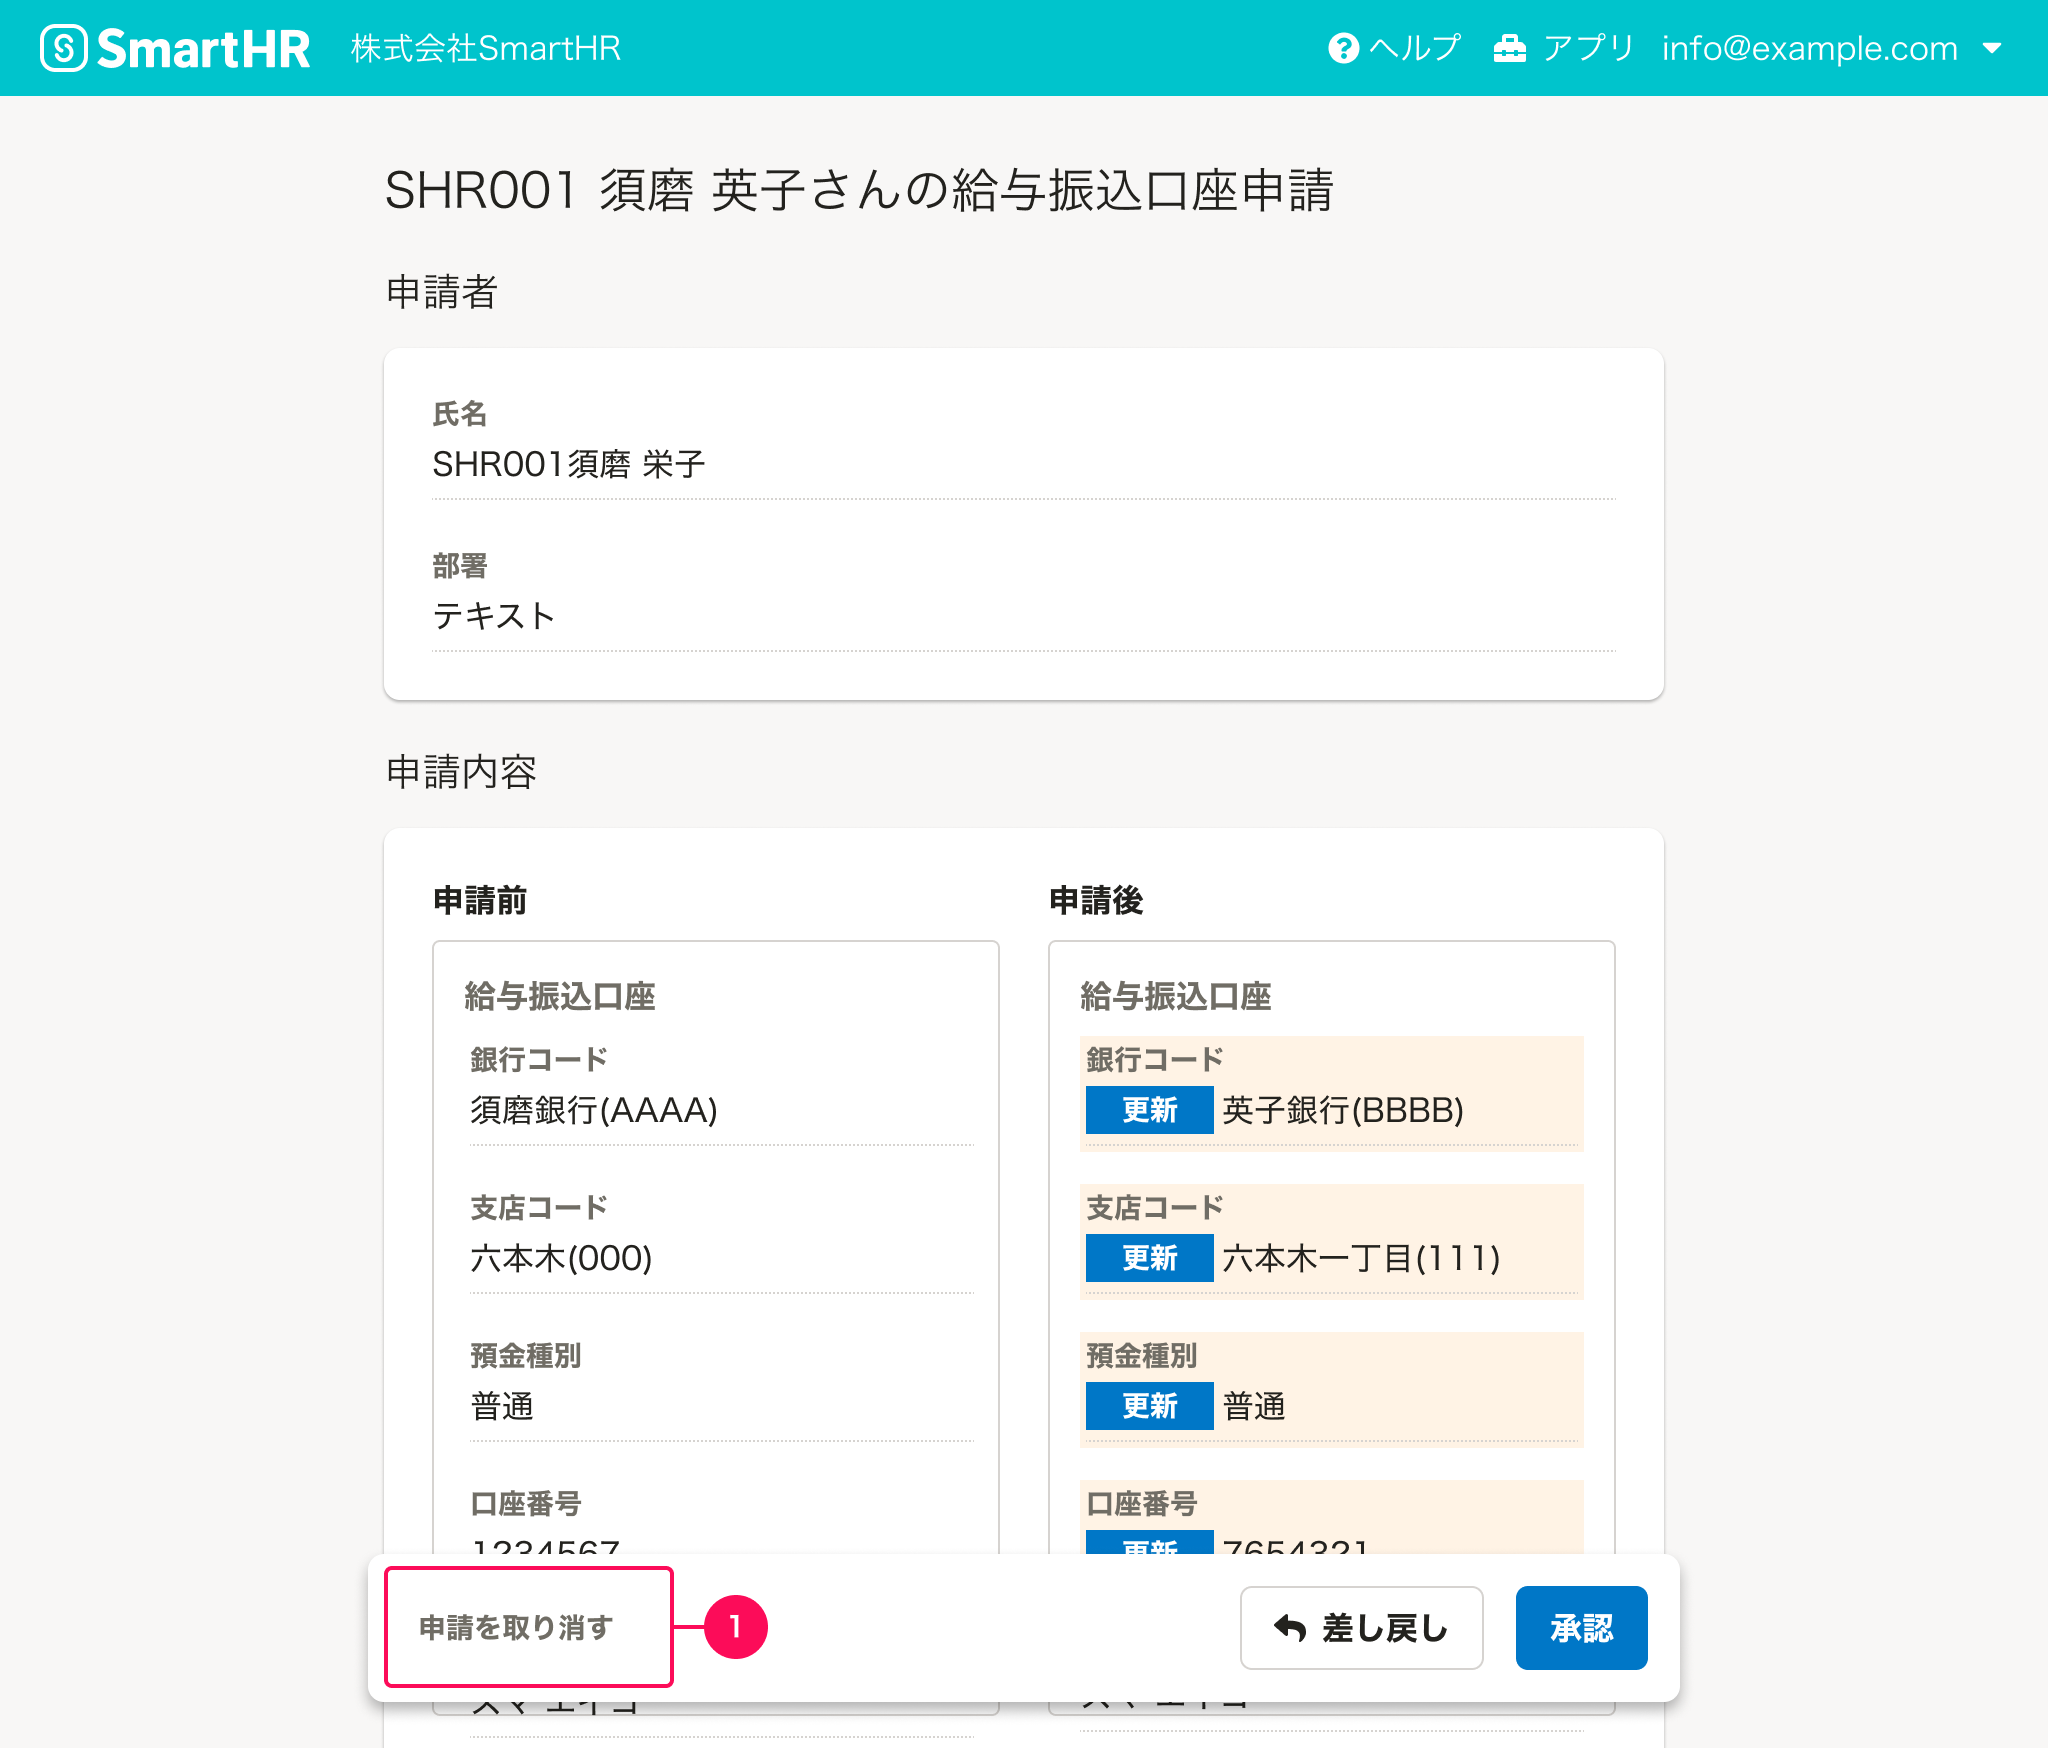 SmartHR 株式会社SmartHR ヘルプ アプリ info@example.com
SHR001 須磨 英子さんの給与振込口座申請
申請者
氏名
SHR001須磨 栄子
部署
テキスト
申請内容
申請前 申請後
給与振込口座 給与振込口座
銀行コード 銀行コード
須磨銀行(AAAA) 更新 英子銀行(BBBB)
支店コード 支店コード
六本木(000) 更新 六本木一丁目(111)
預金種別 預金種別
普通 更新 普通
口座番号 口座番号
1234567 更新 7654321
申請を取り消す 1 差し戻し 承認